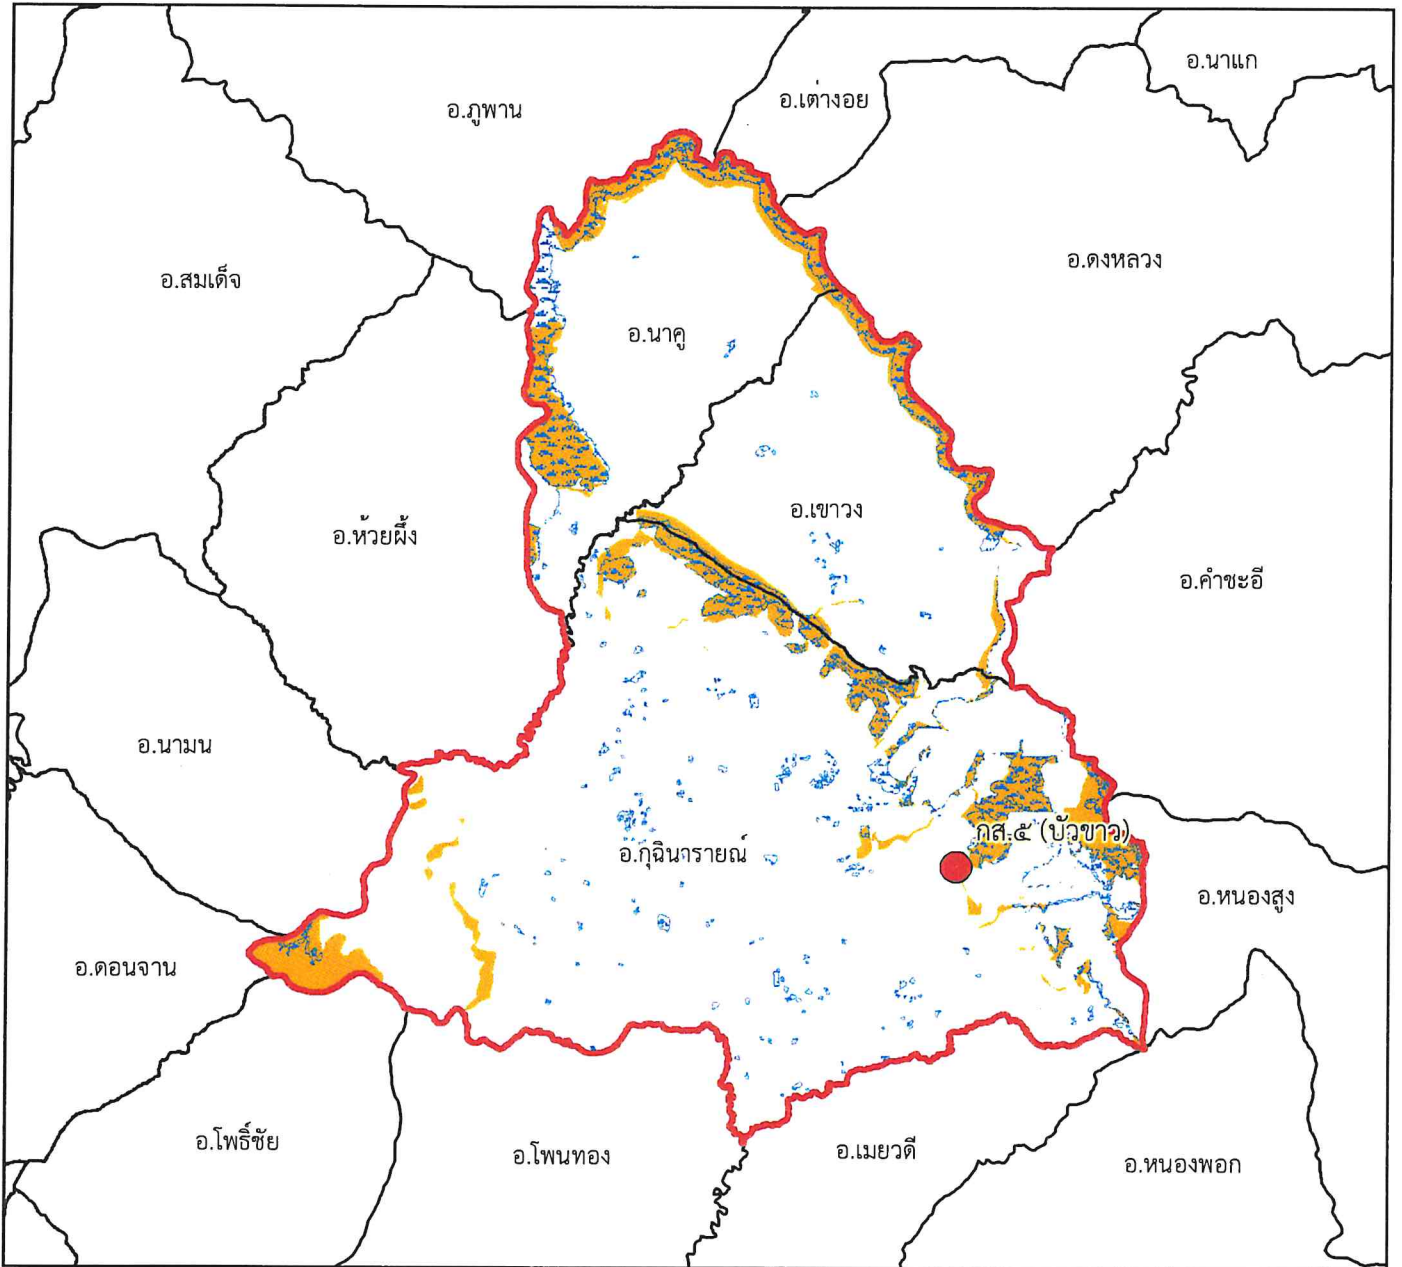 อ.นาแก
อ.ภูพาน
อ.เต่างอย
อ.ดงหลวง
อ.สมเด็จ
อ.นาคู
อ.เขาวง
อ.ห้วยผึ้ง
อ.คำชะอี
อ.นามน
กส.๕ (บัวขาว)
อ.กุฉินารายณ์
อ.หนองสูง
อ.ดอนจาน
อ.โพธิ์ชัย
อ.โพนทอง
อ.เมยวดี
อ.หนองพอก